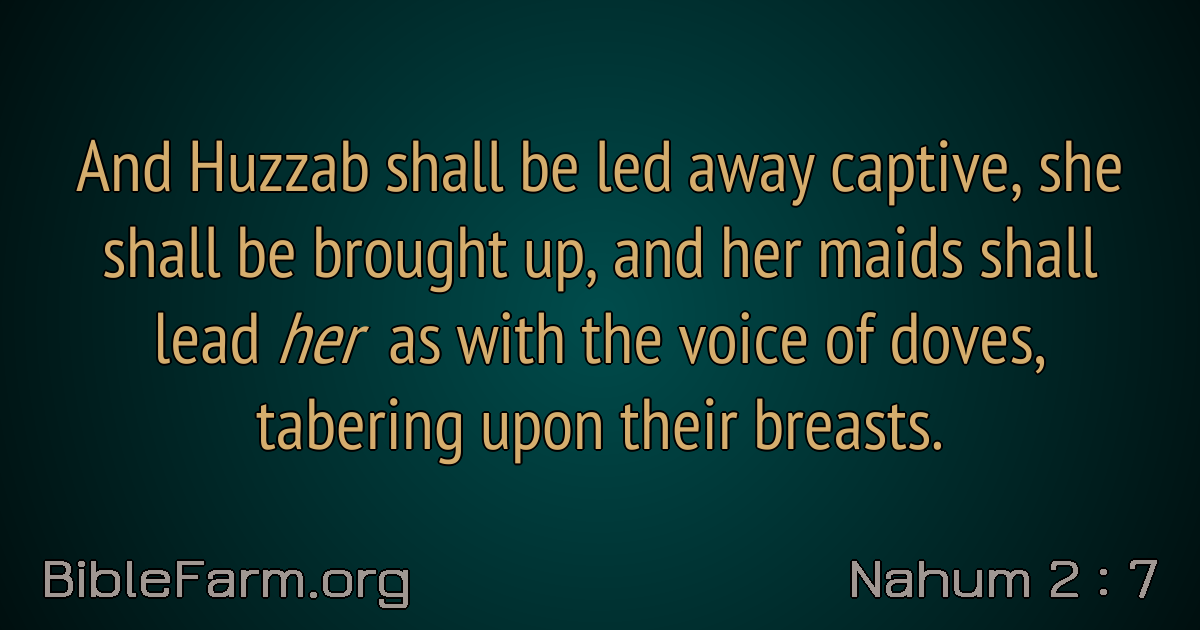 And Huzzab shall be led away captive, she
shall be brought up, and her maids shall
lead her as with the voice of doves,
tabering upon their breasts.
BibleFarm.org
Nahum 2 : 7